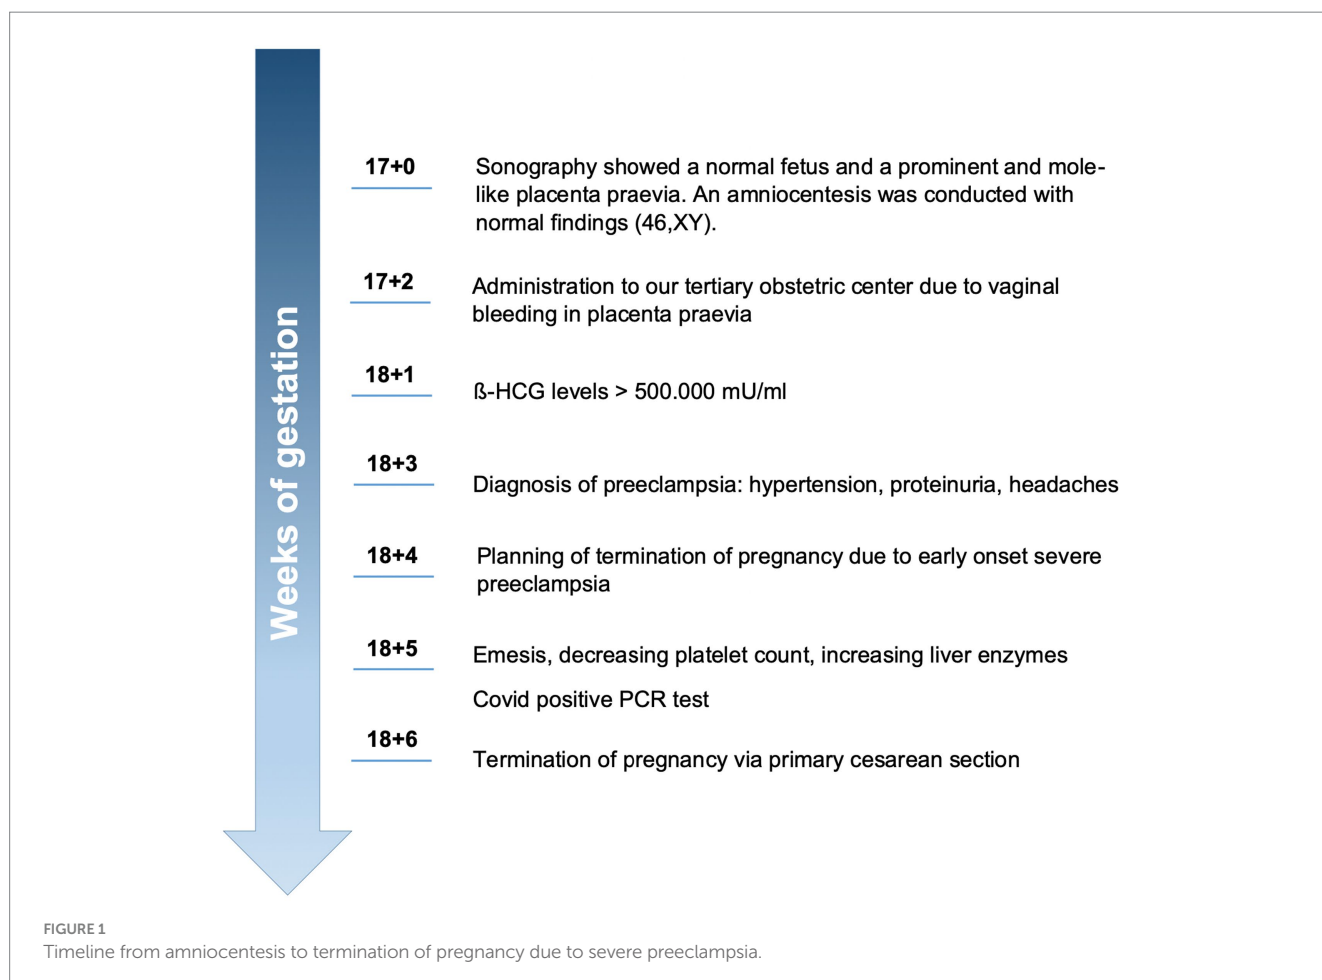 Weeks of gestation
17+0
Sonography showed a normal fetus and a prominent and mole-
like placenta praevia. An amniocentesis was conducted with
normal findings (46,XY).
17+2
Administration to our tertiary obstetric center due to vaginal
bleeding in placenta praevia
18+1
ß-HCG levels > 500.000 mU/ml
18+3
Diagnosis of preeclampsia: hypertension, proteinuria, headaches
18+4
Planning of termination of pregnancy due to early onset severe
preeclampsia
18+5
Emesis, decreasing platelet count, increasing liver enzymes
Covid positive PCR test
18+6
Termination of pregnancy via primary cesarean section
FIGURE 1
Timeline from amniocentesis to termination of pregnancy due to severe preeclampsia.